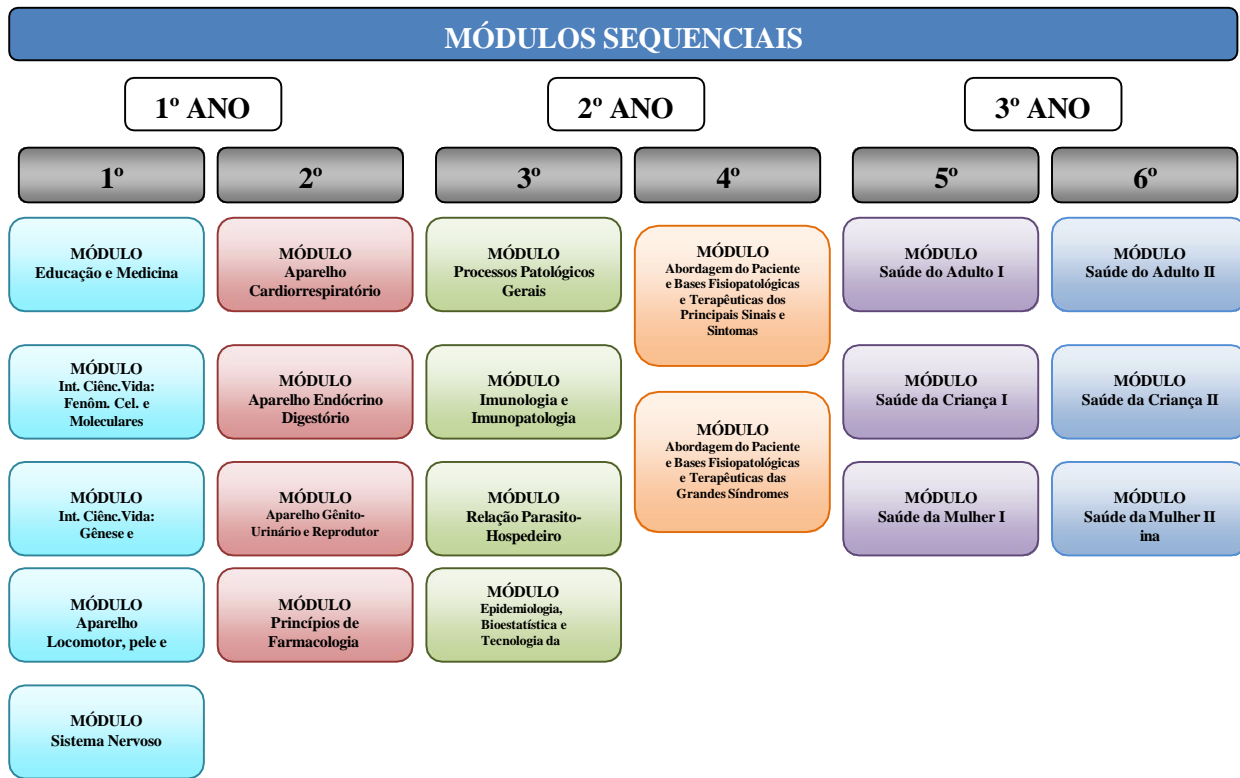 MÓDULOS SEQUENCIAIS
1º ANO
2º ANO
3º ANO
1º
2º
3º
4º
5º
6º
MÓDULO
Educação e Medicina
MÓDULO
Int. Ciênc.Vida:
Fenôm. Cel. e
Moleculares
MÓDULO
Int. Ciênc.Vida:
Gênese e
MÓDULO
Aparelho
Locomotor, pele e
MÓDULO
Sistema Nervoso
MÓDULO
Aparelho
Cardiorrespiratório
MÓDULO
Aparelho Endócrino
Digestório
MÓDULO
Aparelho Gênito-
Urinário e Reprodutor
MÓDULO
Princípios de
Farmacologia
MÓDULO
Processos Patológicos
Gerais
MÓDULO
Imunologia e
Imunopatologia
MÓDULO
Relação Parasito-
Hospedeiro
MÓDULO
Epidemiologia,
Bioestatística e
Tecnologia da
MÓDULO
Abordagem do Paciente
e Bases Fisiopatológicas
e Terapêuticas dos
Principais Sinais e
Sintomas
MÓDULO
Abordagem do Paciente
e Bases Fisiopatológicas
e Terapêuticas das
Grandes Síndromes
MÓDULO
Saúde do Adulto I
MÓDULO
Saúde da Criança I
MÓDULO
Saúde da Mulher I
MÓDULO
Saúde do Adulto II
MÓDULO
Saúde da Criança II
MÓDULO
Saúde da Mulher II
ina